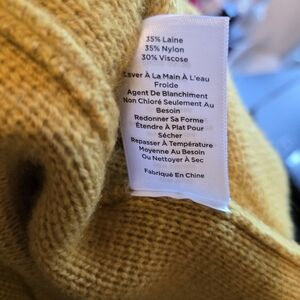 35% Laine
35% Nylon
30% Viscose
Laver À La Main À L'eau
Froide
Agent De Blanchiment
Non Chloré Seulement Au
Besoin
Redonner Sa Forme
Étendre À Plat Pour
Sécher
Repasser À Température
Moyenne Au Besoin
Ou Nettoyer À Sec
Fabriqué En Chine